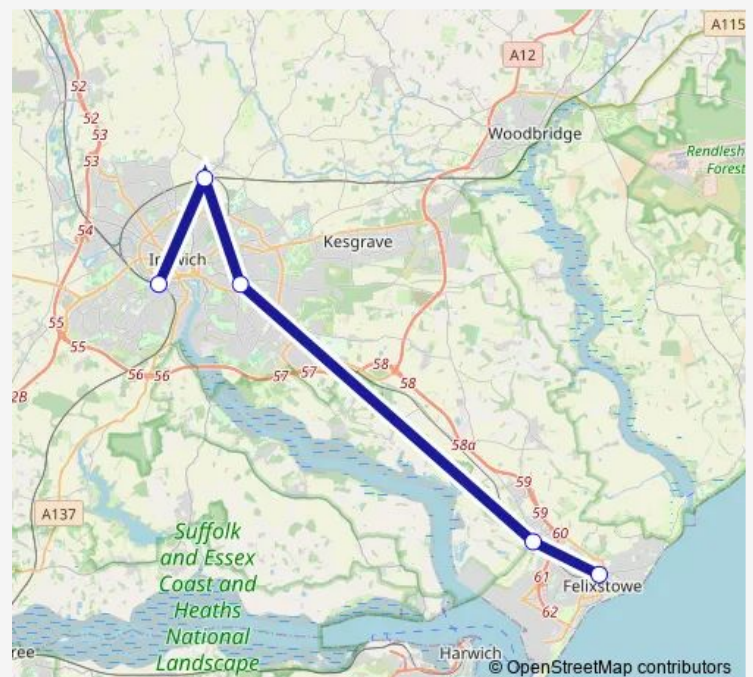 A115
A12
52
52
53
53
Woodbridge
Rendlesh
Forest
54
Kesgrave
55
55
56 56
57 57
58
58
2B
58a
59
59
60
A137
Suffolk
and Essex
Coast and
Heaths
National
Landscape
61
Felixstowe
62
ree
Harwich
© OpenStreetMap contributors